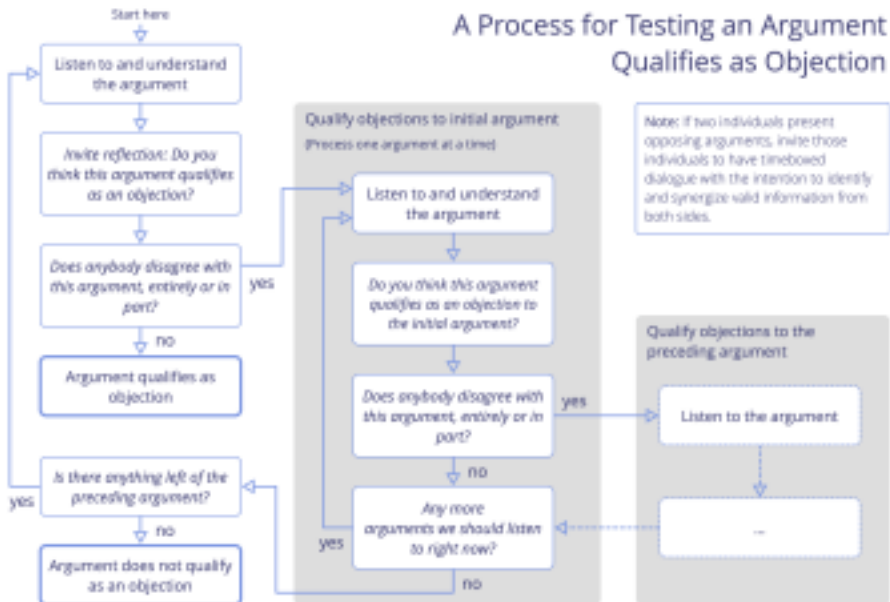 A Process for Testing an Argument
Qualifies as Objection
Start here
Listen to and understand
the argument
Invite reflection: Do you
think this argument qualifies
as an objection?
Does anybody disagree with
this argument, entirely or in
part?
yes
no
Argument qualifies as
objection
Is there anything left of the
preceding argument?
yes
no
Argument does not qualify
as an objection
Qualify objections to initial argument
(Process one argument at a time)
Listen to and understand
the argument
Do you think this argument
qualifies as an objection to
the initial argument?
Does anybody disagree with
this argument, entirely or in
part?
yes
no
Any more
arguments we should listen
to right now?
yes
no
Note: If two individuals present
opposing arguments, invite those
individuals to have timeboxed
dialogue with the intention to identify
and synergize valid information from
both sides.
Qualify objections to the
preceding argument
Listen to the argument
...